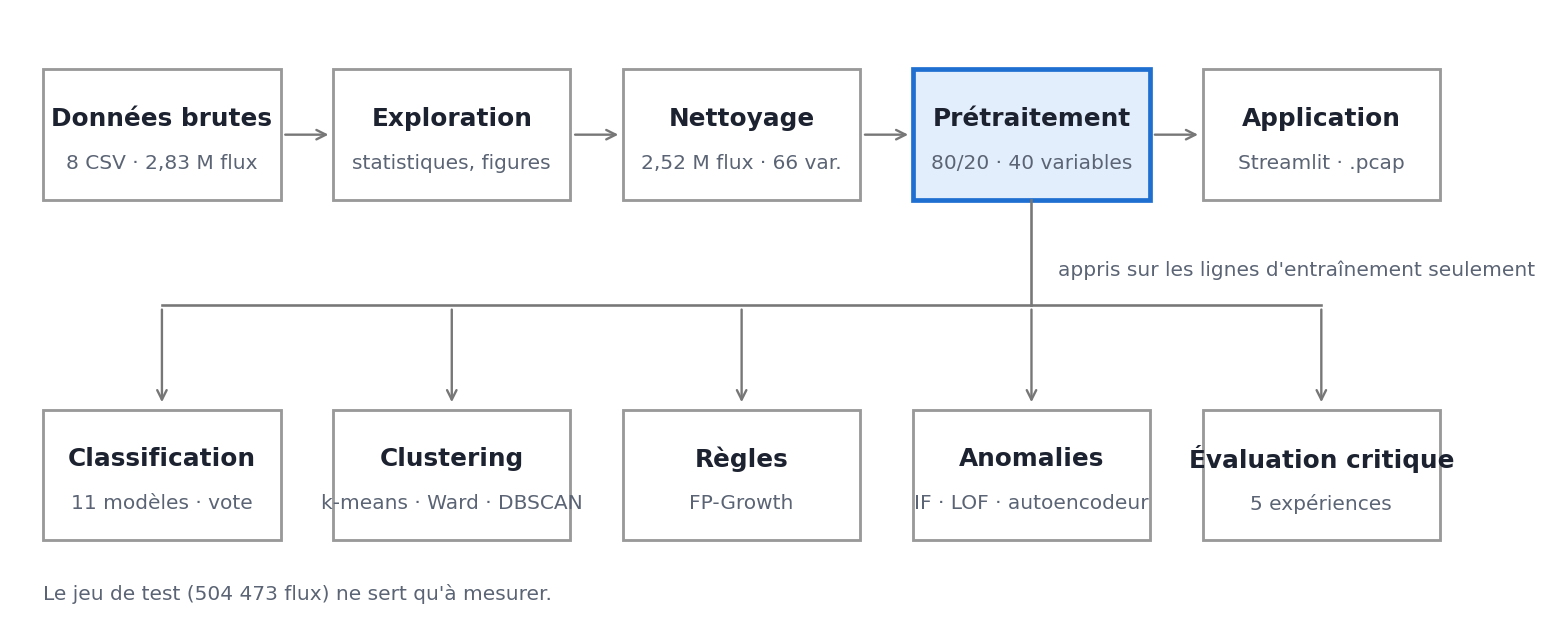 Données brutes
8 CSV · 2,83 M flux
Exploration
statistiques, figures
Nettoyage
2,52 M flux · 66 var.
Prétraitement
80/20 · 40 variables
Application
Streamlit · .pcap
appris sur les lignes d'entraînement seulement
Classification
11 modèles · vote
Clustering
k-means · Ward · DBSCAN
Règles
FP-Growth
Anomalies
IF · LOF · autoencodeur
Évaluation critique
5 expériences
Le jeu de test (504 473 flux) ne sert qu'à mesurer.